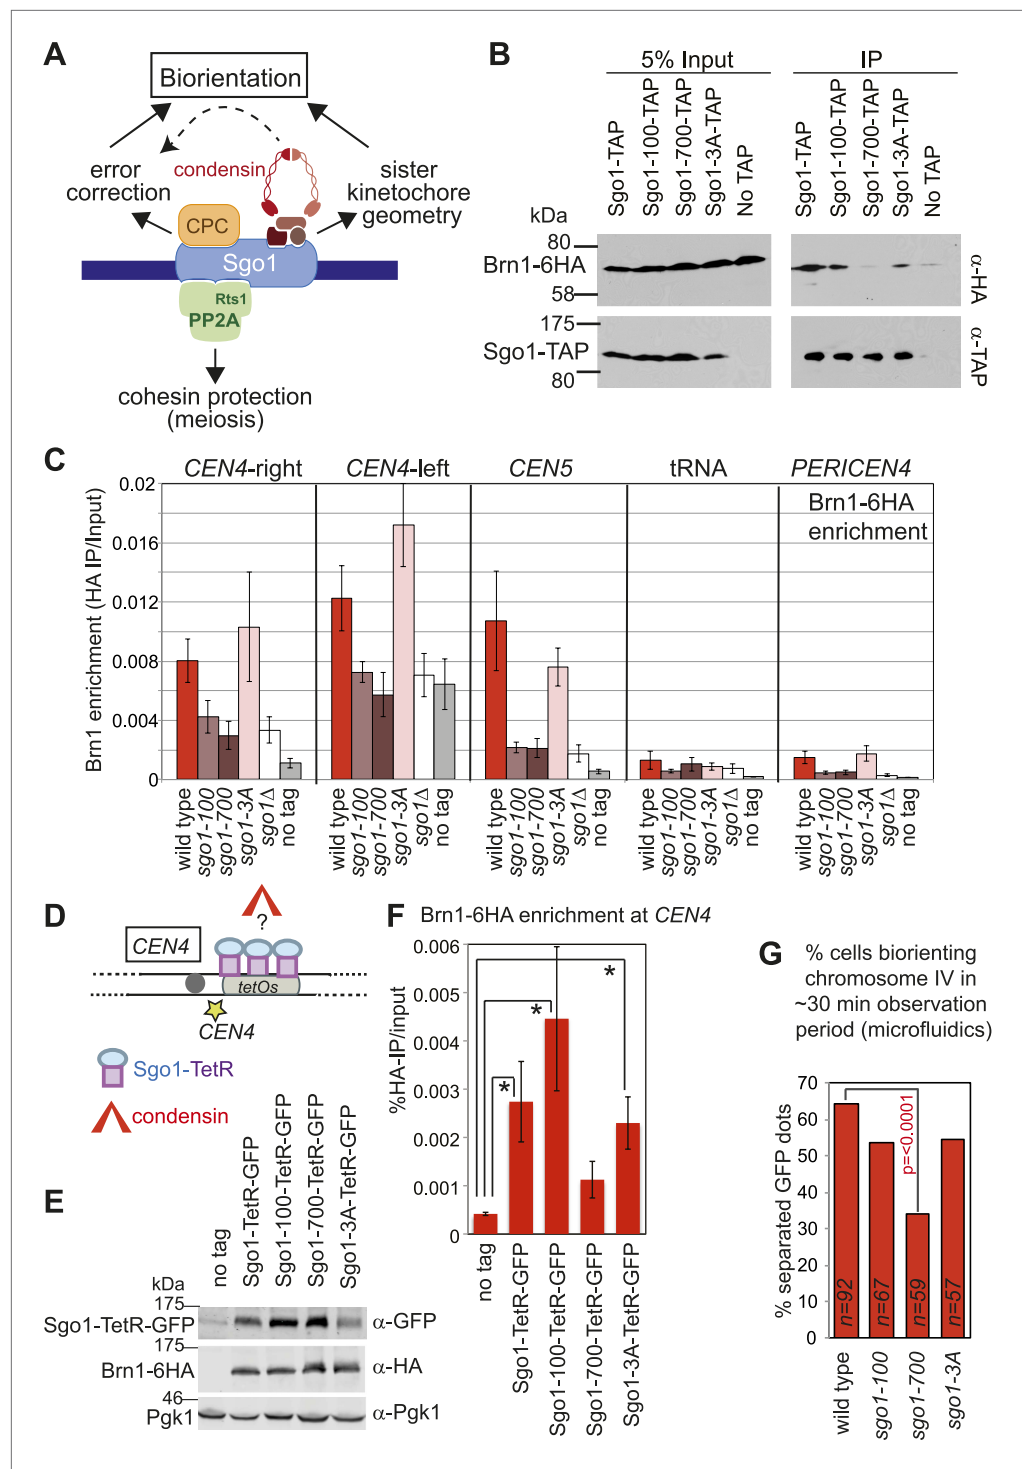 A
Biorientation
error
correction
condensin
sister
kinetochore
geometry
CPC
Sgo1
Rts1
PP2A
cohesin protection
(meiosis)
B
5% Input
IP
Sgo1-TAP
Sgo1-100-TAP
Sgo1-700-TAP
Sgo1-3A-TAP
No TAP
Sgo1-TAP
Sgo1-100-TAP
Sgo1-700-TAP
Sgo1-3A-TAP
No TAP
kDa
80
Brn1-6HA
58
α-HA
175
Sgo1-TAP
80
α-TAP
C
CEN4-right
CEN4-left
CEN5
tRNA
PERICEN4
Brn1-6HA
enrichment
Brn1 enrichment (HA IP/Input)
0.02
0.016
0.012
0.008
0.004
0
wild type
sgo1-100
sgo1-700
sgo1-3A
sgo1Δ
no tag
wild type
sgo1-100
sgo1-700
sgo1-3A
sgo1Δ
no tag
wild type
sgo1-100
sgo1-700
sgo1-3A
sgo1Δ
no tag
wild type
sgo1-100
sgo1-700
sgo1-3A
sgo1Δ
no tag
wild type
sgo1-100
sgo1-700
sgo1-3A
sgo1Δ
no tag
D
?
CEN4
tetOs
CEN4
Sgo1-TetR
condensin
E
no tag
Sgo1-TetR-GFP
Sgo1-100-TetR-GFP
Sgo1-700-TetR-GFP
Sgo1-3A-TetR-GFP
kDa
175
Sgo1-TetR-GFP
α-GFP
175
Brn1-6HA
α-HA
46
Pgk1
α-Pgk1
F
Brn1-6HA enrichment at CEN4
%HA-IP/input
0.006
0.005
0.004
0.003
0.002
0.001
0
*
*
*
no tag
Sgo1-TetR-GFP
Sgo1-100-TetR-GFP
Sgo1-700-TetR-GFP
Sgo1-3A-TetR-GFP
G
% cells biorienting
chromosome IV in
~30 min observation
period (microfluidics)
% separated GFP dots
70
60
50
40
30
20
10
0
p=<0.0001
n=92
n=67
n=59
n=57
wild type
sgo1-100
sgo1-700
sgo1-3A